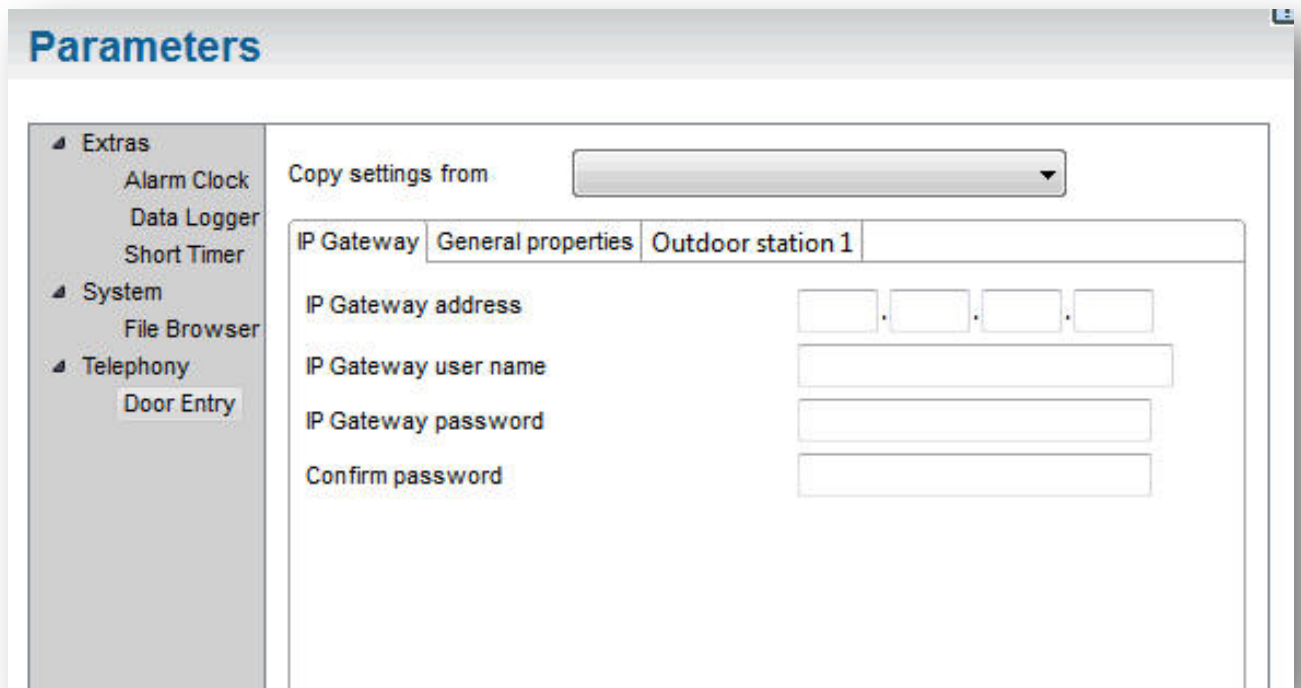 Parameters
Extras
Alarm Clock
Data Logger
Short Timer
System
File Browser
Telephony
Door Entry
Copy settings from
IP Gateway
General properties
Outdoor station 1
IP Gateway address
. . .
IP Gateway user name
IP Gateway password
Confirm password